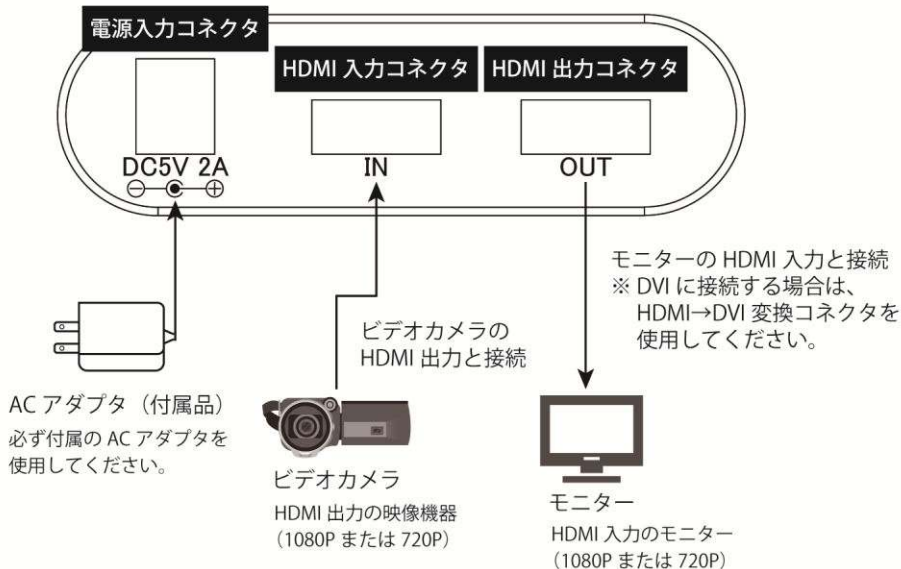 電源入力コネクタ
HDMI 入力コネクタ
HDMI 出力コネクタ
DC5V 2A
IN
OUT
モニターの HDMI 入力と接続
※ DVI に接続する場合は、
HDMI→DVI 変換コネクタを
使用してください。
ビデオカメラの
HDMI 出力と接続
AC アダプタ（付属品）
必ず付属の AC アダプタを
使用してください。
ビデオカメラ
HDMI 出力の映像機器
（1080P または 720P）
モニター
HDMI 入力のモニター
（1080P または 720P）